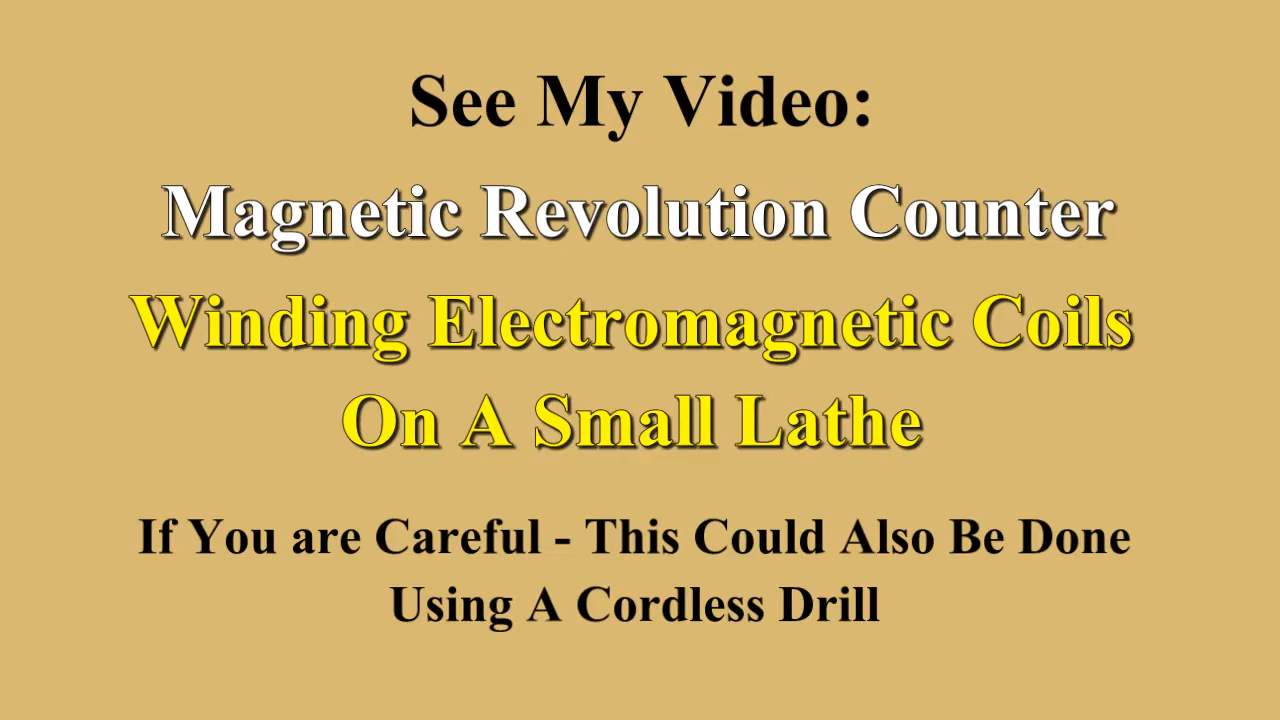 See My Video:
Magnetic Revolution Counter
Winding Electromagnetic Coils
On A Small Lathe
If You are Careful - This Could Also Be Done
Using A Cordless Drill